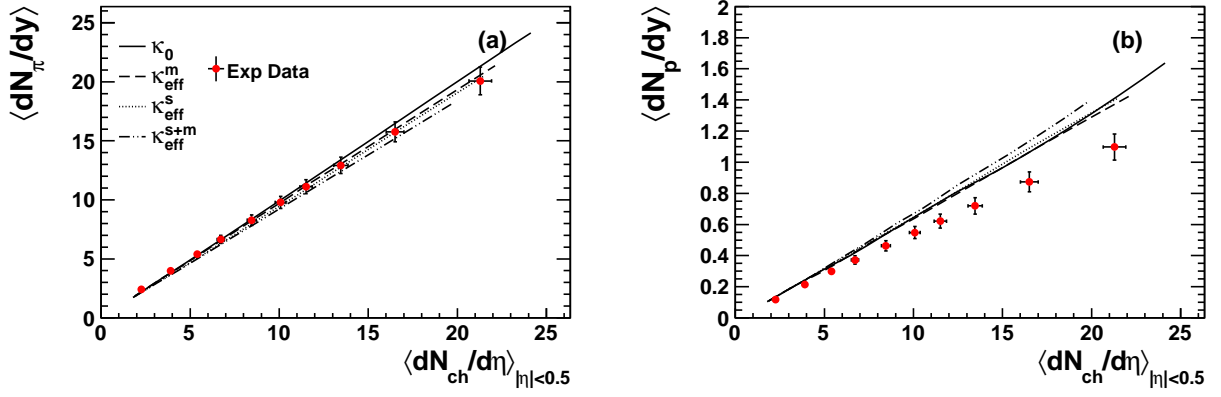 ⟨dN_π/dy⟩
25
20
15
10
5
0
(a)
κ_0
κ_eff^m
κ_eff^s
κ_eff^s+m
Exp Data
0 5 10 15 20 25
⟨dN_ch/dη⟩_|η|<0.5
⟨dN_p/dy⟩
2
1.8
1.6
1.4
1.2
1
0.8
0.6
0.4
0.2
0
(b)
0 5 10 15 20 25
⟨dN_ch/dη⟩_|η|<0.5